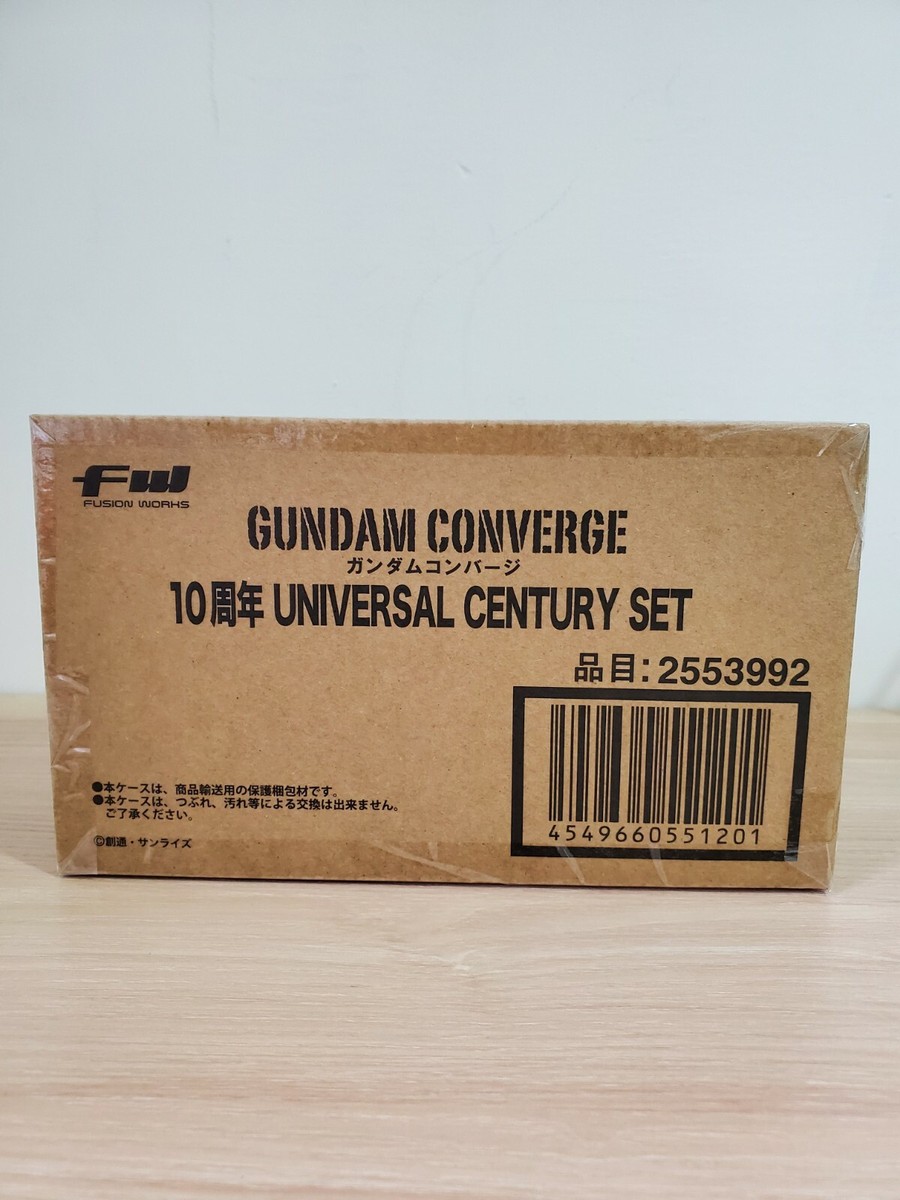 FW
FUSION WORKS
GUNDAM CONVERGE
ガンダムコンバージ
10周年 UNIVERSAL CENTURY SET
品目:2553992
4549660551201
●本ケースは、商品輸送用の保護梱包材です。
●本ケースは、つぶれ、汚れ等による交換は出来ません。
ご了承ください。
©創通・サンライズ